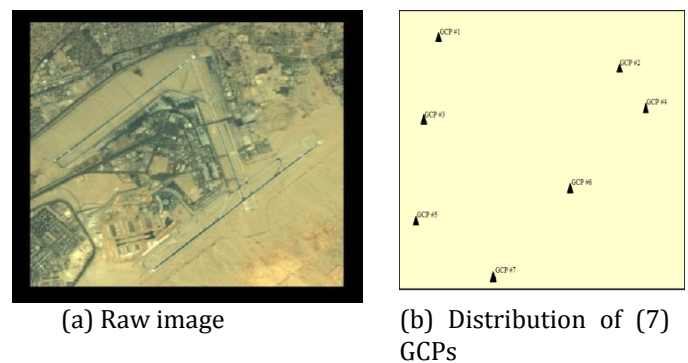 GCP #1
GCP #2
GCP #4
GCP #3
GCP #6
GCP #5
GCP #7
(a) Raw image
(b) Distribution of (7)
GCPs